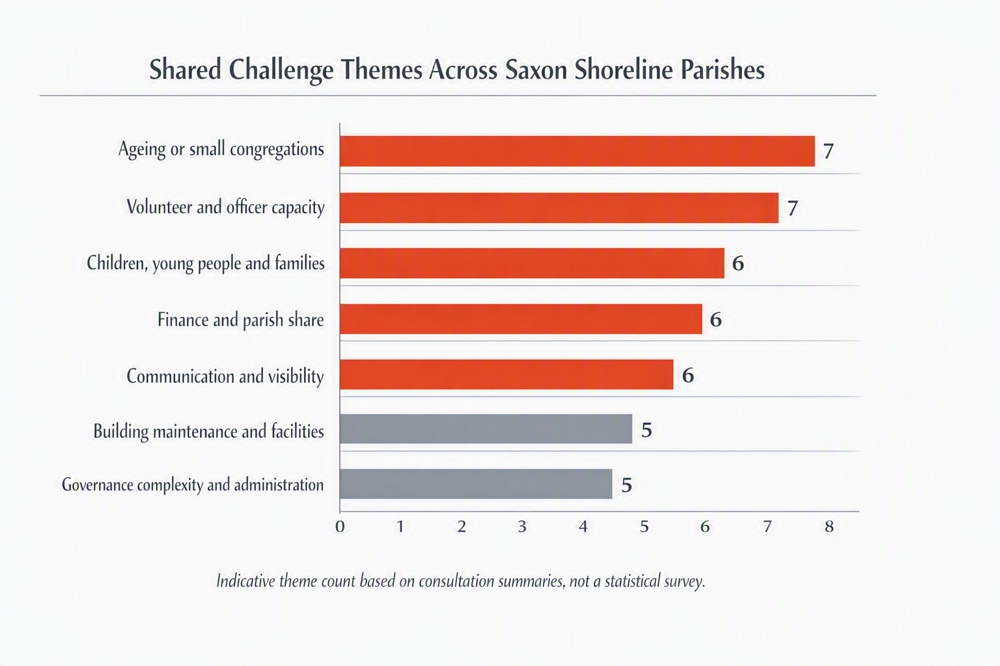 Shared Challenge Themes Across Saxon Shoreline Parishes
Ageing or small congregations 7
Volunteer and officer capacity 7
Children, young people and families 6
Finance and parish share 6
Communication and visibility 6
Building maintenance and facilities 5
Governance complexity and administration 5
0 1 2 3 4 5 6 7 8
Indicative theme count based on consultation summaries, not a statistical survey.